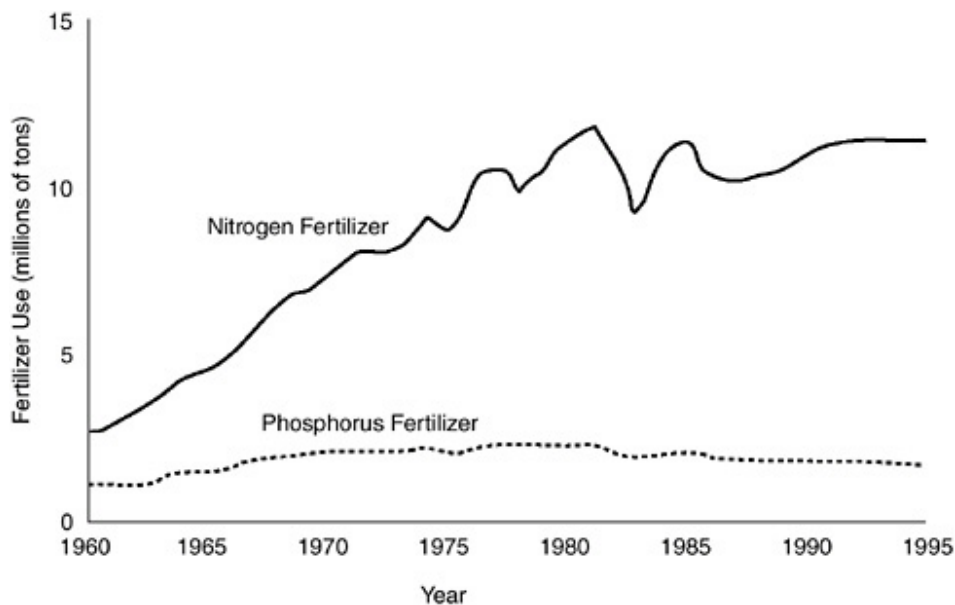 15
10
5
0
Fertilizer Use (millions of tons)
Nitrogen Fertilizer
Phosphorus Fertilizer
1960 1965 1970 1975 1980 1985 1990 1995
Year